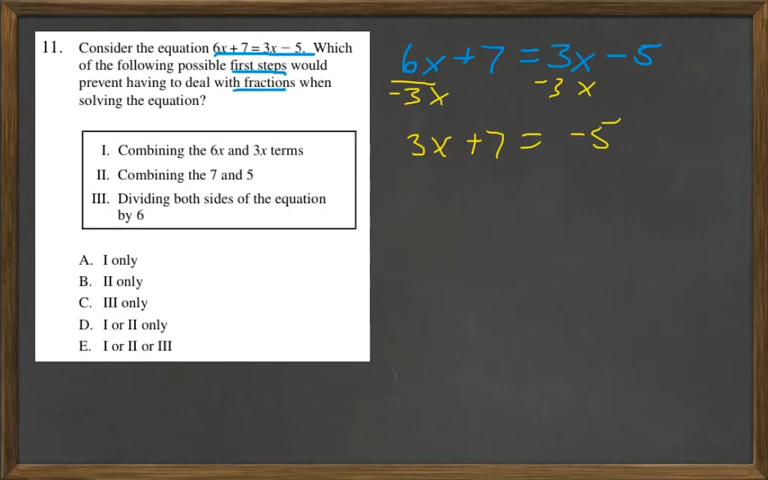 11. Consider the equation 6x + 7 = 3x − 5. Which
of the following possible first steps would
prevent having to deal with fractions when
solving the equation?
I. Combining the 6x and 3x terms
II. Combining the 7 and 5
III. Dividing both sides of the equation
by 6
A. I only
B. II only
C. III only
D. I or II only
E. I or II or III
6x + 7 = 3x − 5
−3x −3x
3x + 7 = −5